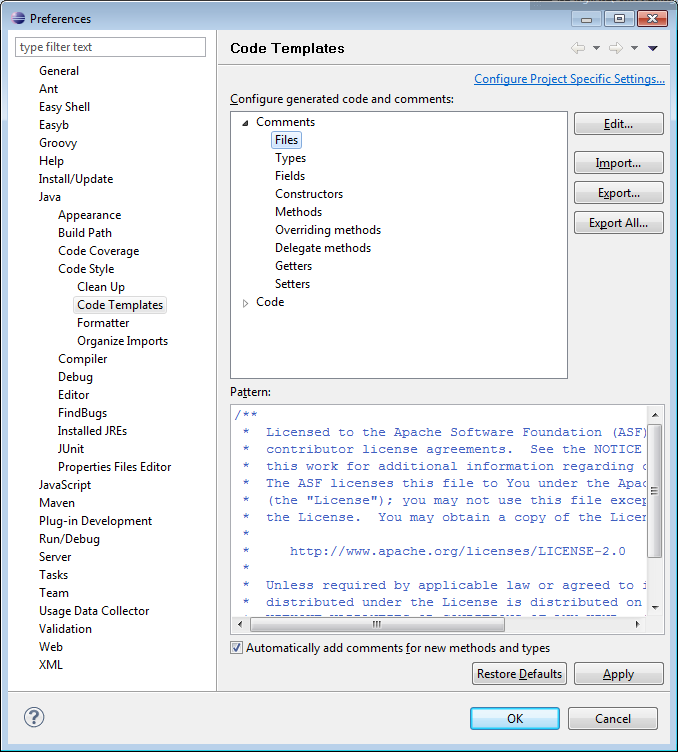 Preferences
type filter text
General
Ant
Easy Shell
Easyb
Groovy
Help
Install/Update
Java
Appearance
Build Path
Code Coverage
Code Style
Clean Up
Code Templates
Formatter
Organize Imports
Compiler
Debug
Editor
FindBugs
Installed JREs
JUnit
Properties Files Editor
JavaScript
Maven
Plug-in Development
Run/Debug
Server
Tasks
Team
Usage Data Collector
Validation
Web
XML
Code Templates
Configure Project Specific Settings...
Configure generated code and comments:
Comments
Files
Types
Fields
Constructors
Methods
Overriding methods
Delegate methods
Getters
Setters
Code
Edit...
Import...
Export...
Export All...
Pattern:
/**
* Licensed to the Apache Software Foundation (ASF)
* contributor license agreements. See the NOTICE
* this work for additional information regarding
* The ASF licenses this file to You under the
* (the "License"); you may not use this file
* the License. You may obtain a copy of the
*
* http://www.apache.org/licenses/LICENSE-2.0
*
* Unless required by applicable law or agreed to
* distributed under the License is distributed on
Automatically add comments for new methods and types
Restore Defaults
Apply
OK
Cancel